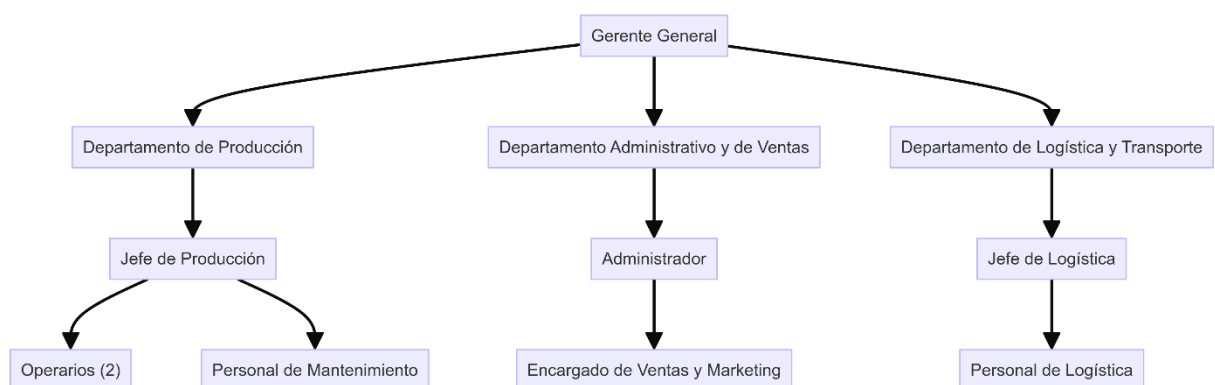 Gerente General
Departamento de Producción
Departamento Administrativo y de Ventas
Departamento de Logística y Transporte
Jefe de Producción
Administrador
Jefe de Logística
Operarios (2)
Personal de Mantenimiento
Encargado de Ventas y Marketing
Personal de Logística